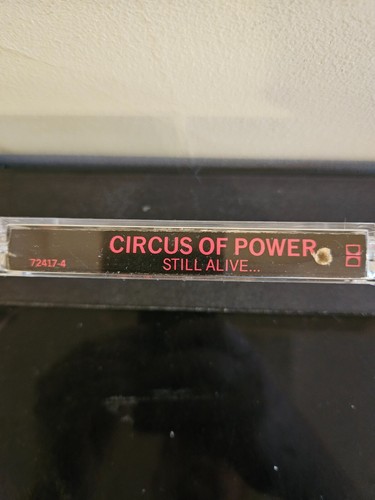 CIRCUS OF POWER
72417-4
STILL ALIVE...